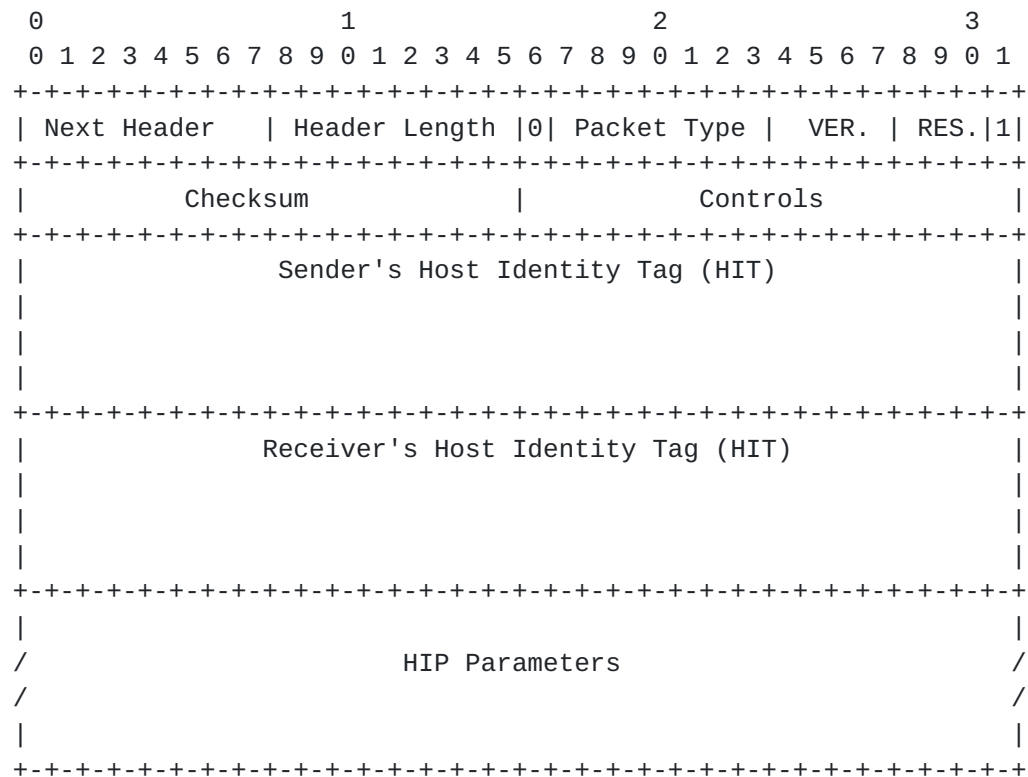 0                   1                   2                   3
 0 1 2 3 4 5 6 7 8 9 0 1 2 3 4 5 6 7 8 9 0 1 2 3 4 5 6 7 8 9 0 1
+-+-+-+-+-+-+-+-+-+-+-+-+-+-+-+-+-+-+-+-+-+-+-+-+-+-+-+-+-+-+-+-+
| Next Header   | Header Length |0| Packet Type |  VER. | RES.|1|
+-+-+-+-+-+-+-+-+-+-+-+-+-+-+-+-+-+-+-+-+-+-+-+-+-+-+-+-+-+-+-+-+
|          Checksum             |           Controls            |
+-+-+-+-+-+-+-+-+-+-+-+-+-+-+-+-+-+-+-+-+-+-+-+-+-+-+-+-+-+-+-+-+
|                Sender's Host Identity Tag (HIT)               |
|                                                               |
|                                                               |
|                                                               |
+-+-+-+-+-+-+-+-+-+-+-+-+-+-+-+-+-+-+-+-+-+-+-+-+-+-+-+-+-+-+-+-+
|               Receiver's Host Identity Tag (HIT)              |
|                                                               |
|                                                               |
|                                                               |
+-+-+-+-+-+-+-+-+-+-+-+-+-+-+-+-+-+-+-+-+-+-+-+-+-+-+-+-+-+-+-+-+
|                                                               |
/                        HIP Parameters                         /
/                                                               /
|                                                               |
+-+-+-+-+-+-+-+-+-+-+-+-+-+-+-+-+-+-+-+-+-+-+-+-+-+-+-+-+-+-+-+-+